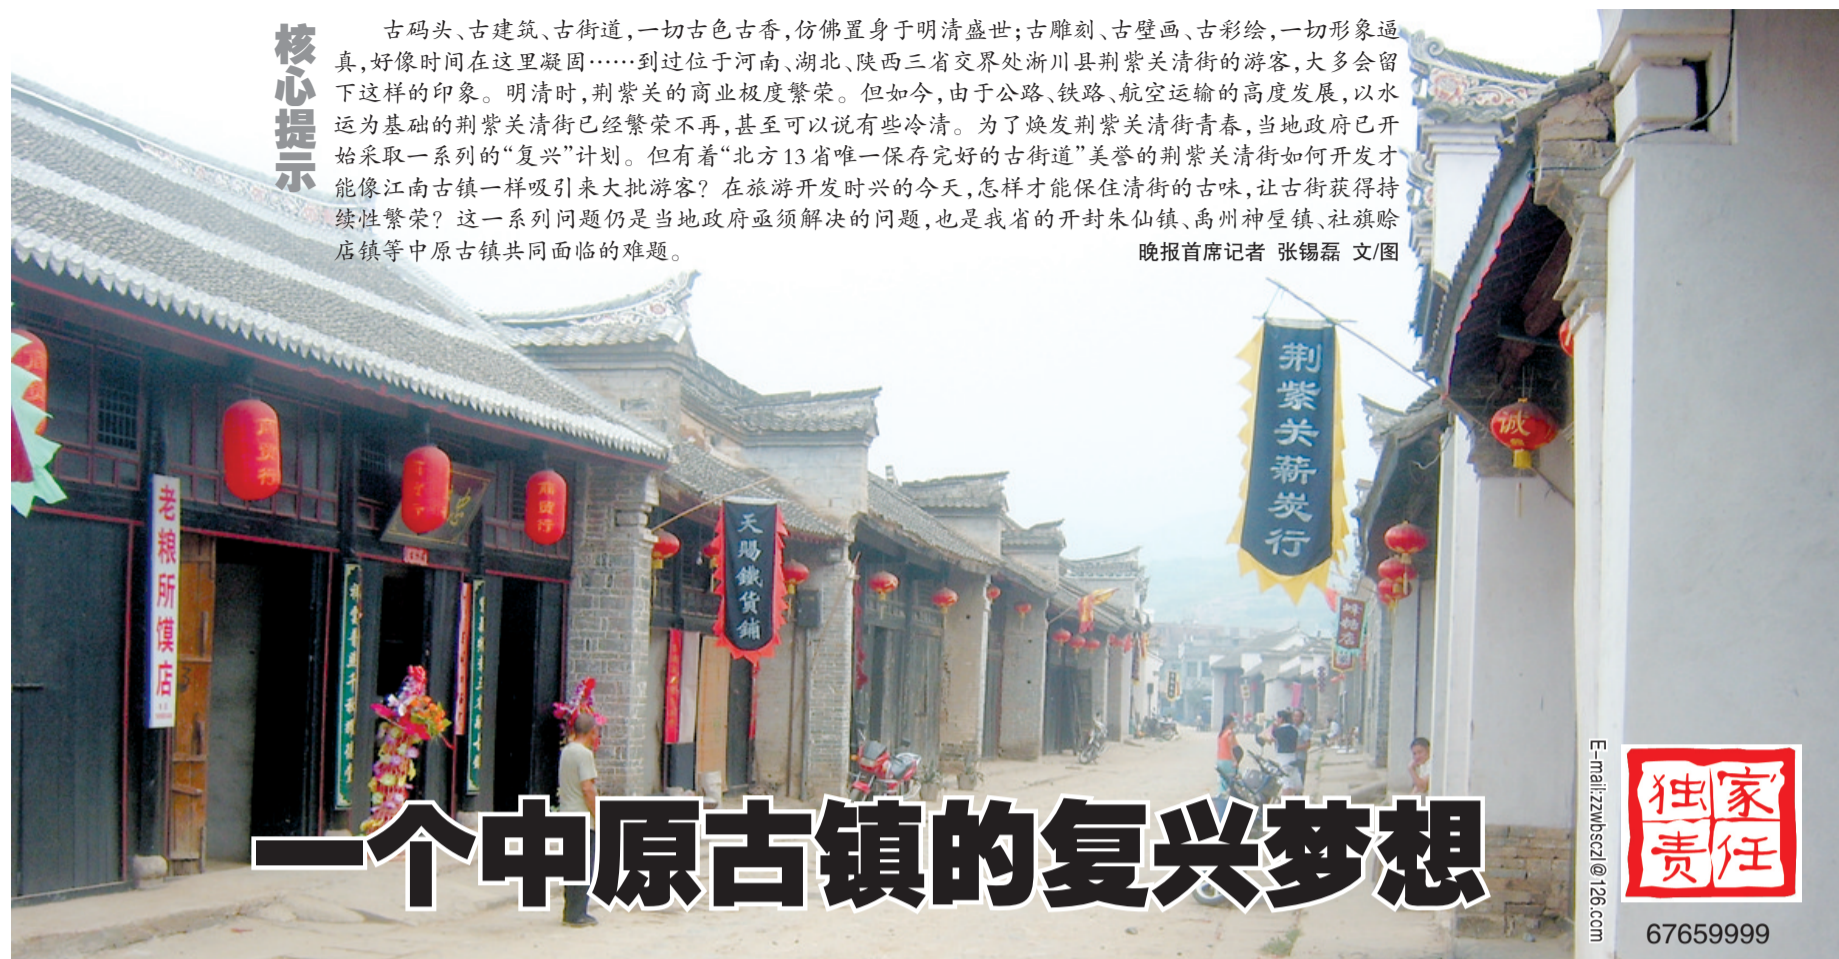 核心提示
古码头、古建筑、古街道,一切古色古香,仿佛置身于明清盛世;古雕刻、古壁画、古彩绘,一切形象逼
真,好像时间在这里凝固……到过位于河南、湖北、陕西三省交界处淅川县荆紫关清街的游客,大多会留
下这样的印象。明清时,荆紫关的商业极度繁荣。但如今,由于公路、铁路、航空运输的高度发展,以水
运为基础的荆紫关清街已经繁荣不再,甚至可以说有些冷清。为了焕发荆紫关清街青春,当地政府已开
始采取一系列的“复兴”计划。但有着“北方13省唯一保存完好的古街道”美誉的荆紫关清街如何开发才
能像江南古镇一样吸引来大批游客?在旅游开发时兴的今天,怎样才能保住清街的古味,让古街获得持
续性繁荣?这一系列问题仍是当地政府亟须解决的问题,也是我省的开封朱仙镇、禹州神垕镇、社旗赊
店镇等中原古镇共同面临的难题。
晚报首席记者 张锡磊 文/图
荆紫关薪炭行
诚
老粮所馍店
天赐鐵貨鋪
一个中原古镇的复兴梦想
E-mail:zzwbsczl@126.com
独家
责任
67659999